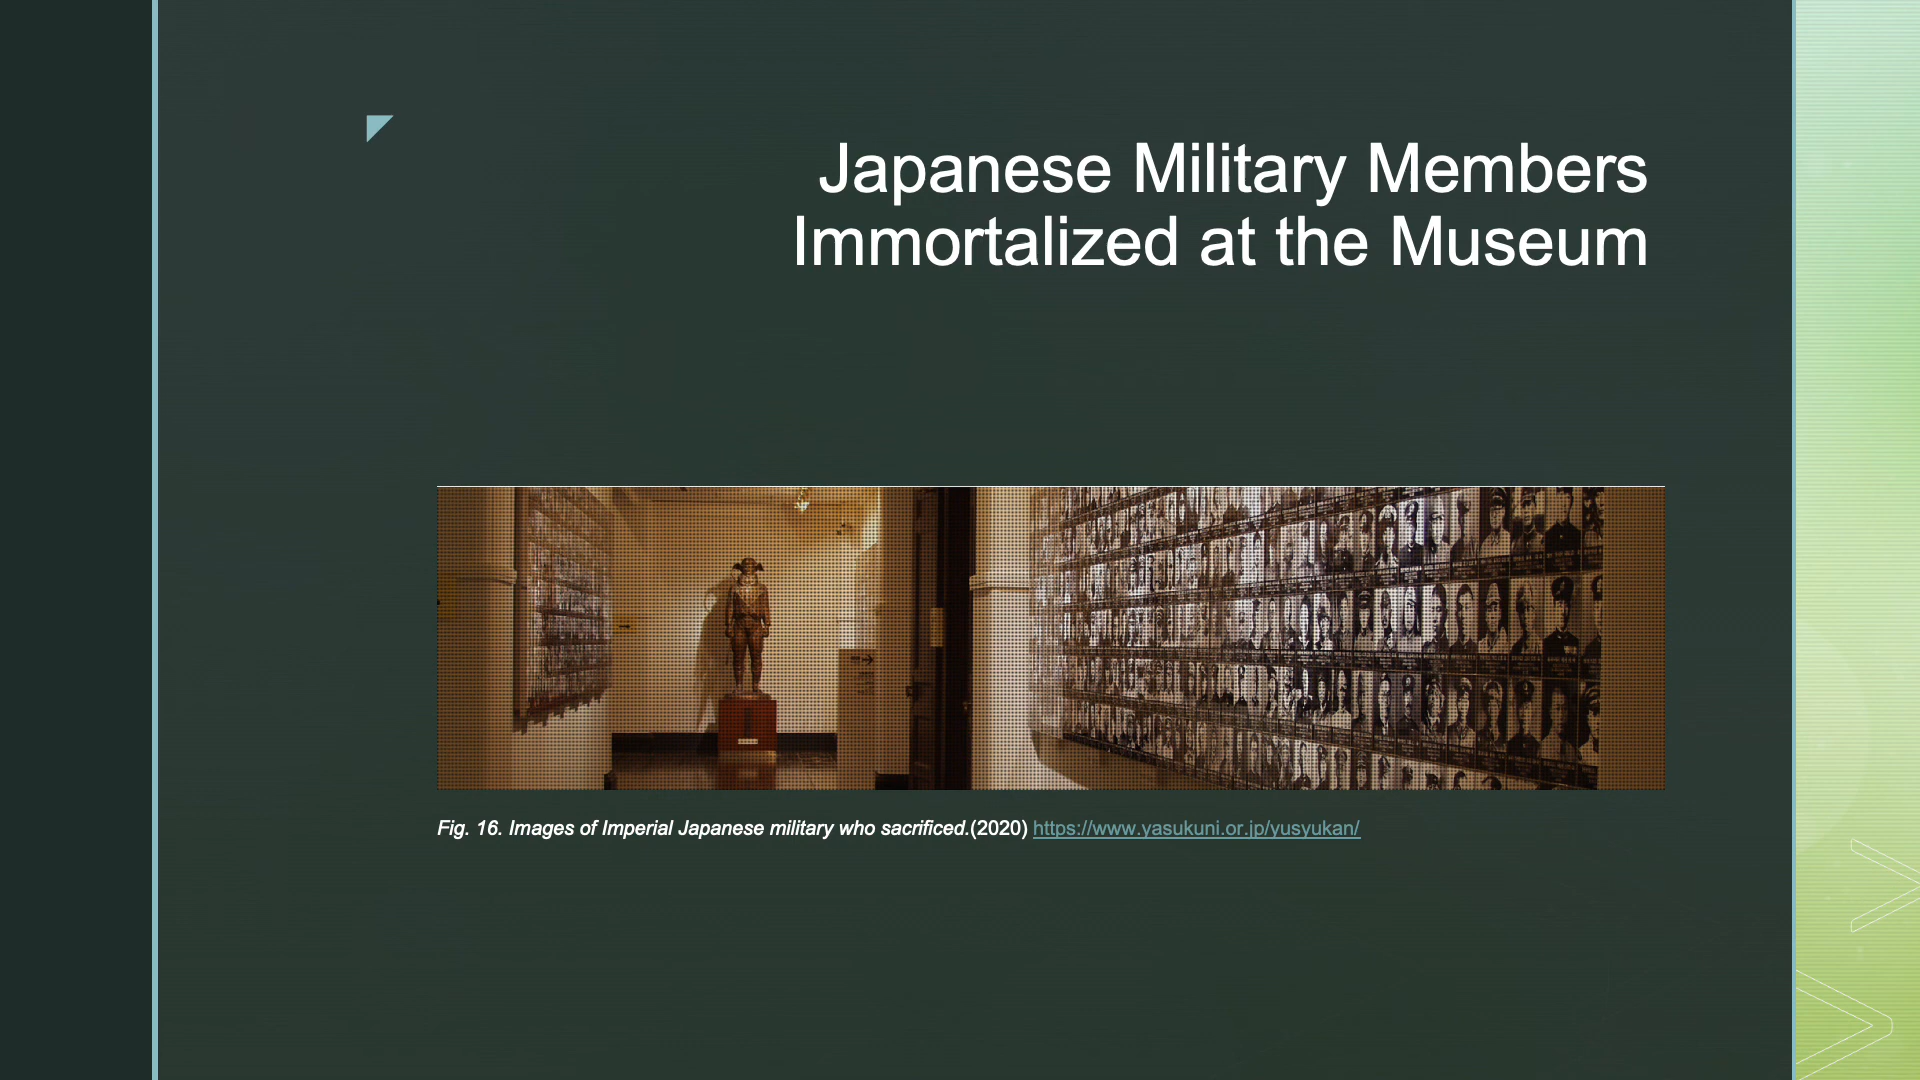 Japanese Military Members
Immortalized at the Museum
Fig. 16. Images of Imperial Japanese military who sacrificed.(2020) https://www.yasukuni.or.jp/yusyukan/